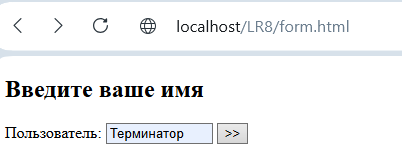 localhost/LR8/form.html
Введите ваше имя
Пользователь: Терминатор >>